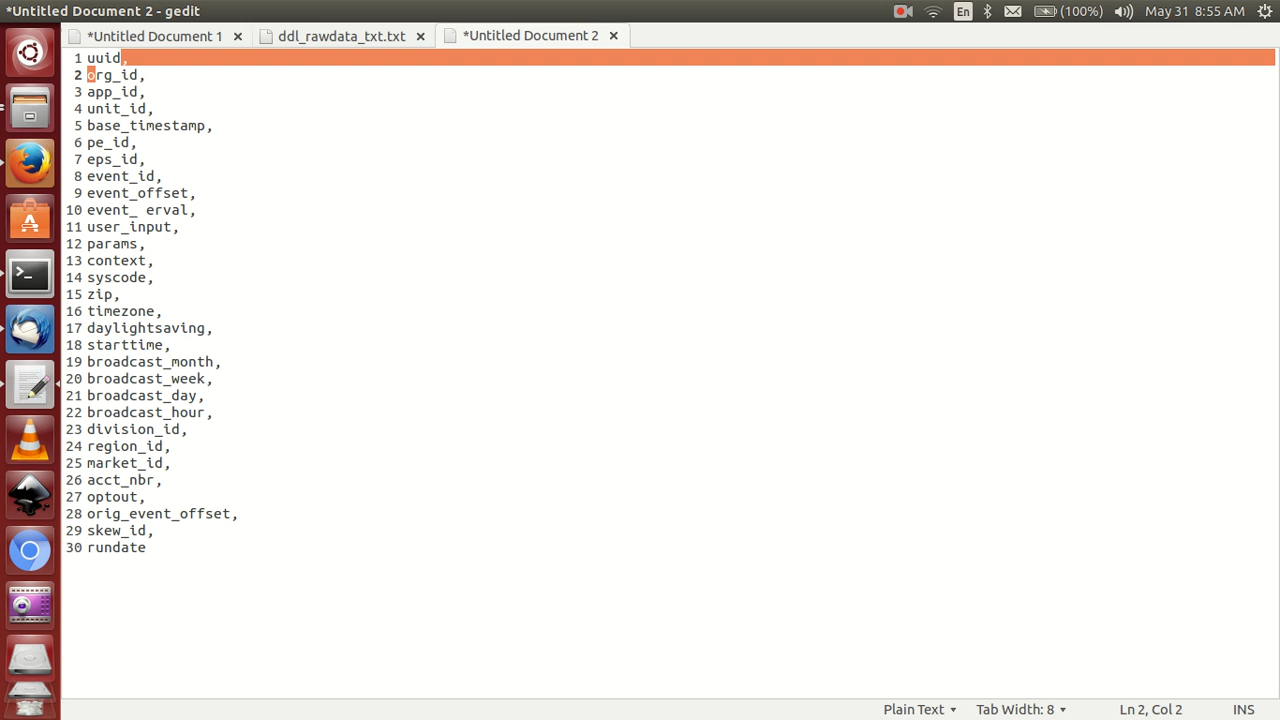 *Untitled Document 2 - gedit
En
(100%)
May 31 8:55 AM
*Untitled Document 1 ×
ddl_rawdata_txt.txt ×
*Untitled Document 2 ×
1 uuid,
2 org_id,
3 app_id,
4 unit_id,
5 base_timestamp,
6 pe_id,
7 eps_id,
8 event_id,
9 event_offset,
10 event_ erval,
11 user_input,
12 params,
13 context,
14 syscode,
15 zip,
16 timezone,
17 daylightsaving,
18 starttime,
19 broadcast_month,
20 broadcast_week,
21 broadcast_day,
22 broadcast_hour,
23 division_id,
24 region_id,
25 market_id,
26 acct_nbr,
27 optout,
28 orig_event_offset,
29 skew_id,
30 rundate
Plain Text
Tab Width: 8
Ln 2, Col 2
INS